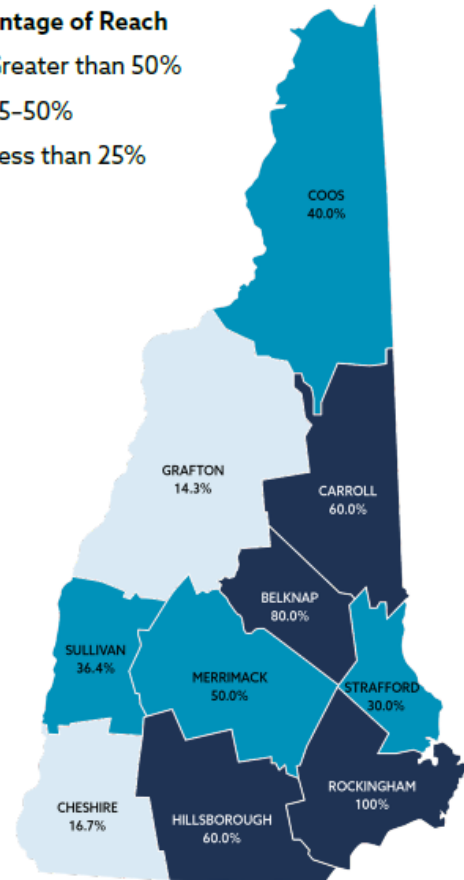 ntage of Reach
reater than 50%
5–50%
ess than 25%
COOS
40.0%
GRAFTON
14.3%
CARROLL
60.0%
BELKNAP
80.0%
SULLIVAN
36.4%
MERRIMACK
50.0%
STRAFFORD
30.0%
ROCKINGHAM
100%
CHESHIRE
16.7%
HILLSBOROUGH
60.0%